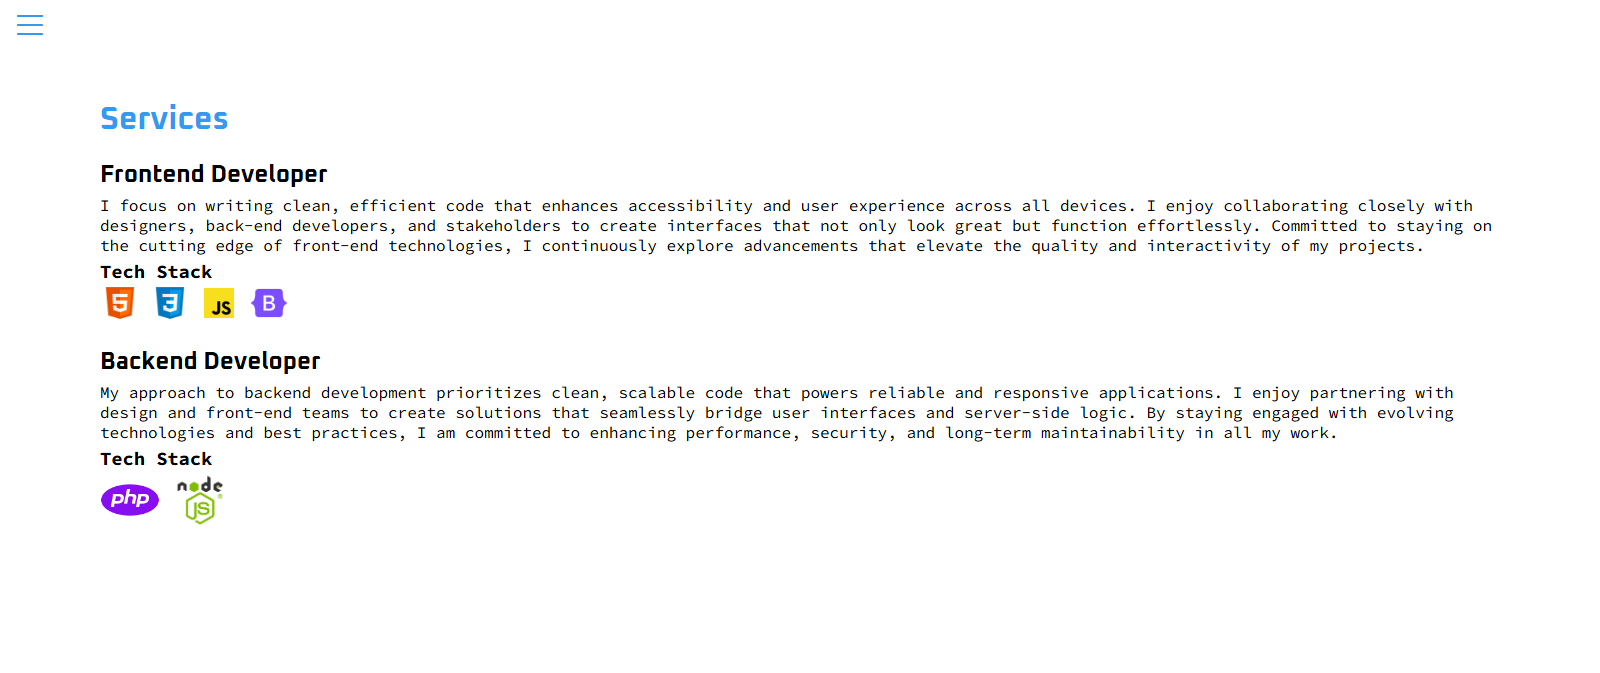 Services
Frontend Developer
I focus on writing clean, efficient code that enhances accessibility and user experience across all devices. I enjoy collaborating closely with
designers, back-end developers, and stakeholders to create interfaces that not only look great but function effortlessly. Committed to staying on
the cutting edge of front-end technologies, I continuously explore advancements that elevate the quality and interactivity of my projects.
Tech Stack
5 3 JS B
Backend Developer
My approach to backend development prioritizes clean, scalable code that powers reliable and responsive applications. I enjoy partnering with
design and front-end teams to create solutions that seamlessly bridge user interfaces and server-side logic. By staying engaged with evolving
technologies and best practices, I am committed to enhancing performance, security, and long-term maintainability in all my work.
Tech Stack
php node JS ®